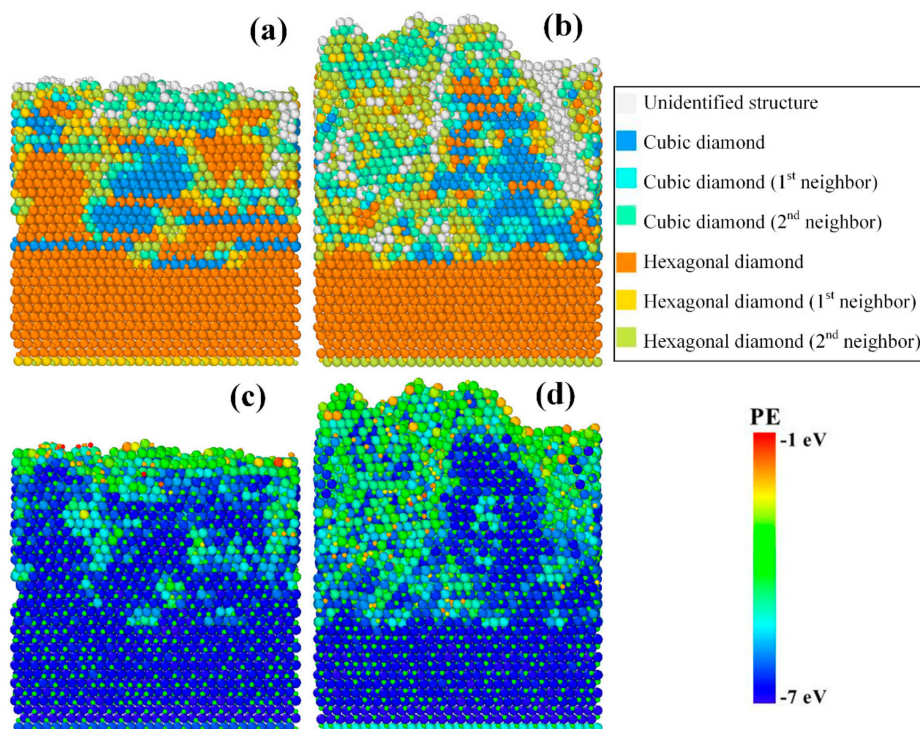 (a)
(b)
Unidentified structure
Cubic diamond
Cubic diamond (1st neighbor)
Cubic diamond (2nd neighbor)
Hexagonal diamond
Hexagonal diamond (1st neighbor)
Hexagonal diamond (2nd neighbor)
(c)
(d)
PE
-1 eV
-7 eV